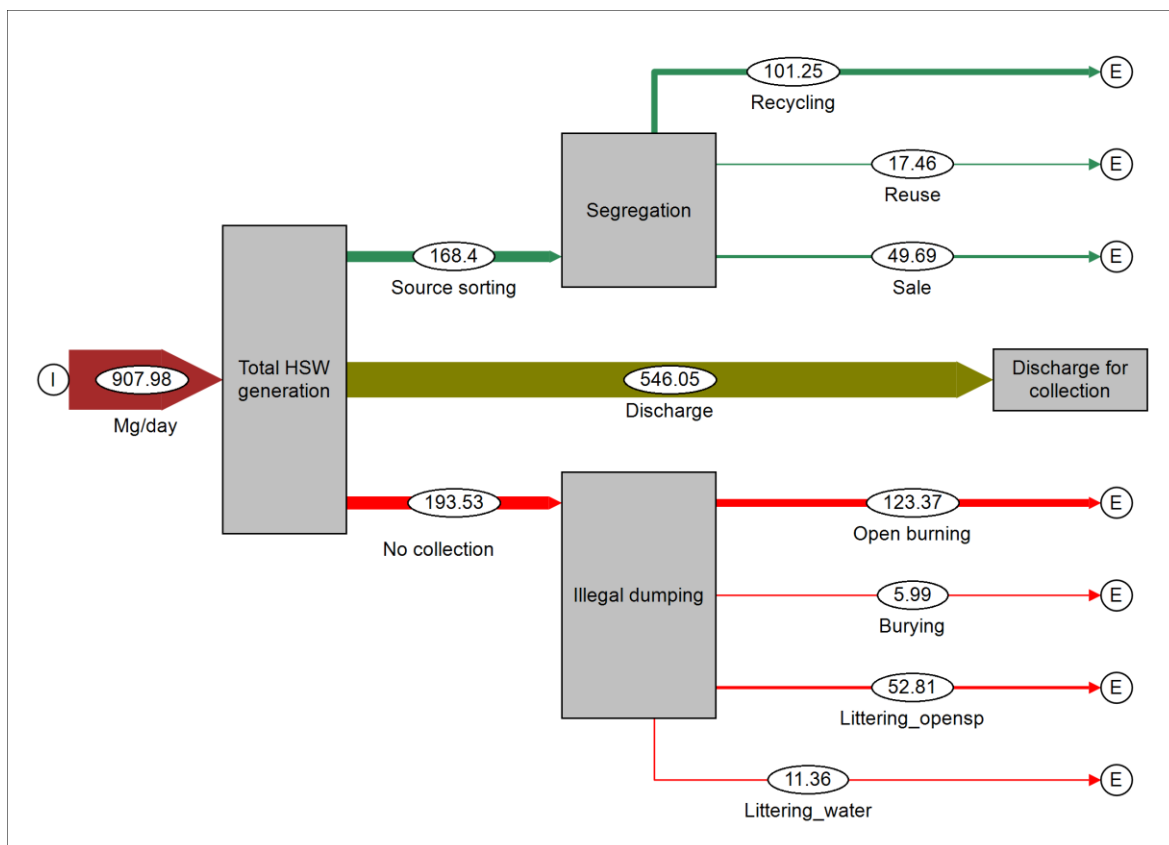 101.25
E
Recycling
17.46
E
Reuse
Segregation
168.4
Source sorting
49.69
E
Sale
I
907.98
Mg/day
Total HSW
generation
546.05
Discharge
Discharge for
collection
193.53
No collection
123.37
E
Open burning
Illegal dumping
5.99
E
Burying
52.81
E
Littering_opensp
11.36
E
Littering_water